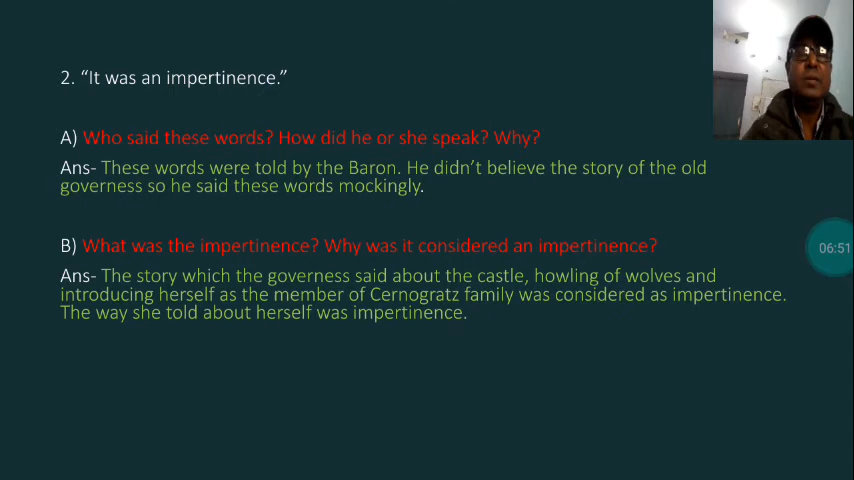 2. “It was an impertinence.”
A) Who said these words? How did he or she speak? Why?
Ans- These words were told by the Baron. He didn’t believe the story of the old
governess so he said these words mockingly.
B) What was the impertinence? Why was it considered an impertinence?
Ans- The story which the governess said about the castle, howling of wolves and
introducing herself as the member of Cernogratz family was considered as impertinence.
The way she told about herself was impertinence.
06:51